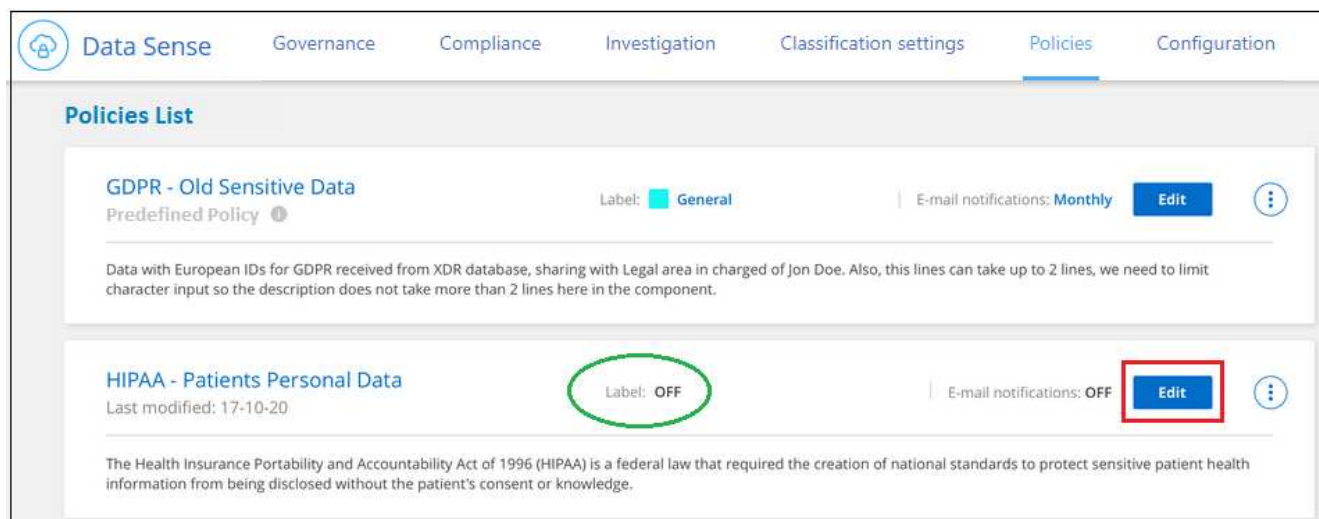 Data Sense Governance Compliance Investigation Classification settings Policies Configuration
Policies List
GDPR - Old Sensitive Data Label: General E-mail notifications: Monthly Edit
Predefined Policy
Data with European IDs for GDPR received from XDR database, sharing with Legal area in charged of Jon Doe. Also, this lines can take up to 2 lines, we need to limit
character input so the description does not take more than 2 lines here in the component.
HIPAA - Patients Personal Data Label: OFF E-mail notifications: OFF Edit
Last modified: 17-10-20
The Health Insurance Portability and Accountability Act of 1996 (HIPAA) is a federal law that required the creation of national standards to protect sensitive patient health
information from being disclosed without the patient's consent or knowledge.